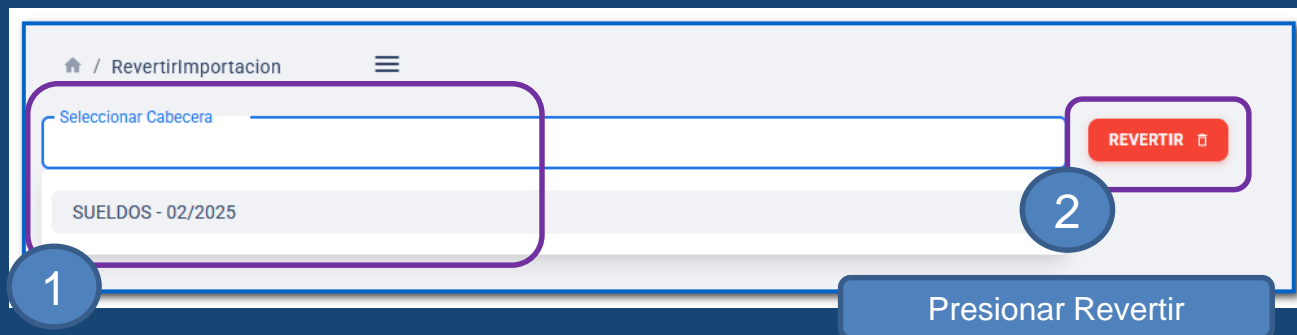 / RevertirImportacion
Seleccionar Cabecera
REVERTIR
SUELDOS - 02/2025
2
1
Presionar Revertir